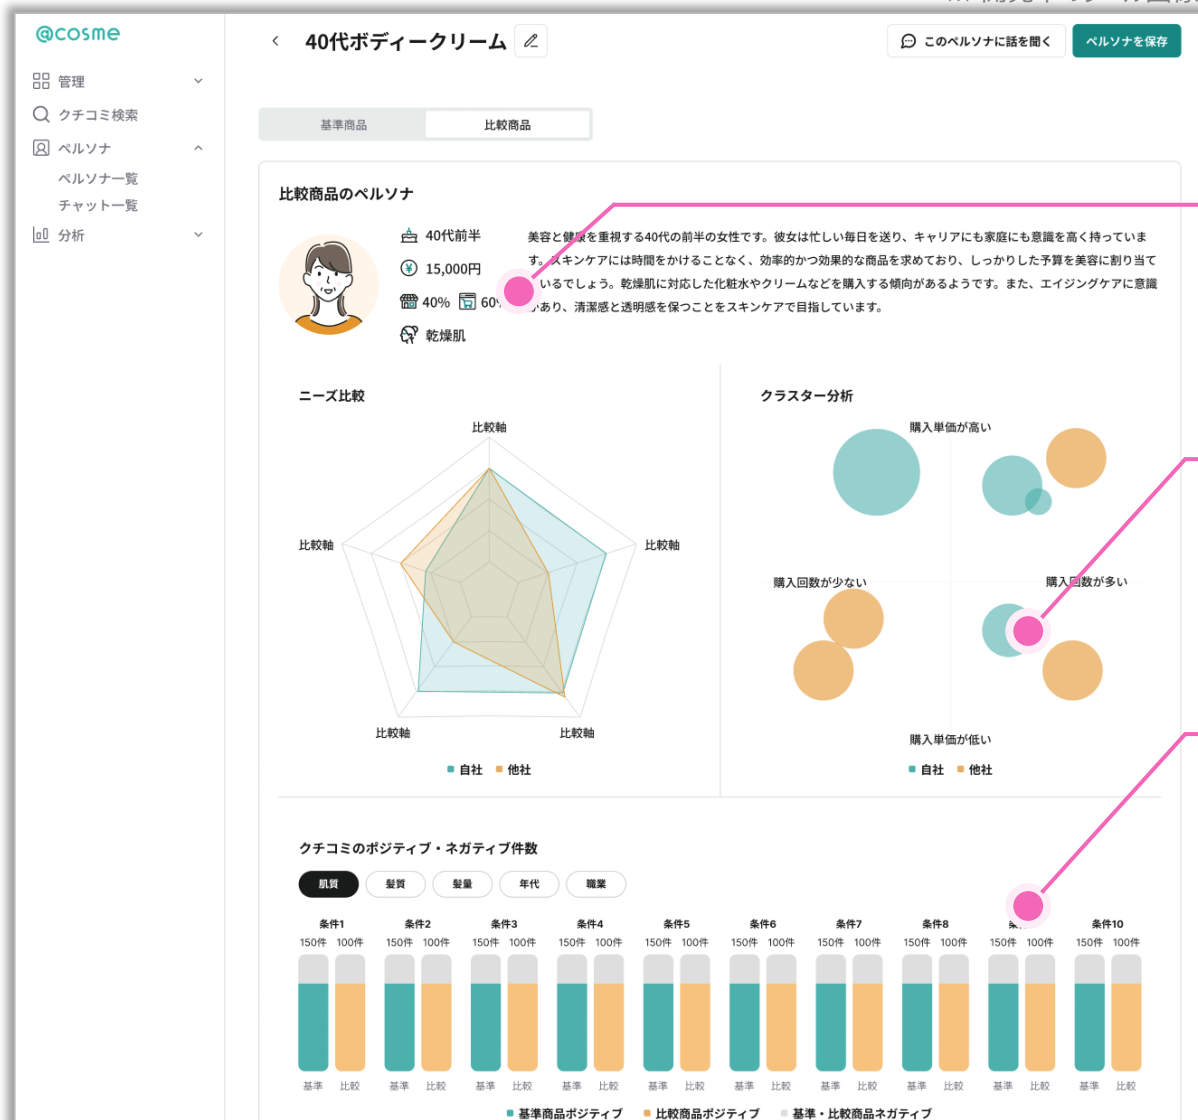 @cosme
管理
クチコミ検索
ペルソナ
ペルソナ一覧
チャット一覧
分析
40代ボディークリーム
このペルソナに話を聞く
ペルソナを保存
基準商品
比較商品
比較商品のペルソナ
40代前半
15,000円
40% 60%
乾燥肌
美容と健康を重視する40代の前半の女性です。彼女は忙しい毎日を送り、キャリアにも家庭にも意識を高く持っていま
す。スキンケアには時間をかけることなく、効率的かつ効果的な商品を求めており、しっかりした予算を美容に割り当て
いるでしょう。乾燥肌に対応した化粧水やクリームなどを購入する傾向があるようです。また、エイジングケアに意識
があり、清潔感と透明感を保つことをスキンケアで目指しています。
ニーズ比較
比較軸
比較軸
比較軸
比較軸
比較軸
自社 他社
クラスター分析
購入単価が高い
購入回数が少ない
購入回数が多い
購入単価が低い
自社 他社
クチコミのポジティブ・ネガティブ件数
肌質 髪質 髪量 年代 職業
条件1 条件2 条件3 条件4 条件5 条件6 条件7 条件8 条件10
150件 100件 150件 100件 150件 100件 150件 100件 150件 100件 150件 100件 150件 100件 150件 100件 150件 100件 150件 100件
基準 比較 基準 比較 基準 比較 基準 比較 基準 比較 基準 比較 基準 比較 基準 比較 基準 比較 基準 比較
基準商品ポジティブ 比較商品ポジティブ 基準・比較商品ネガティブ